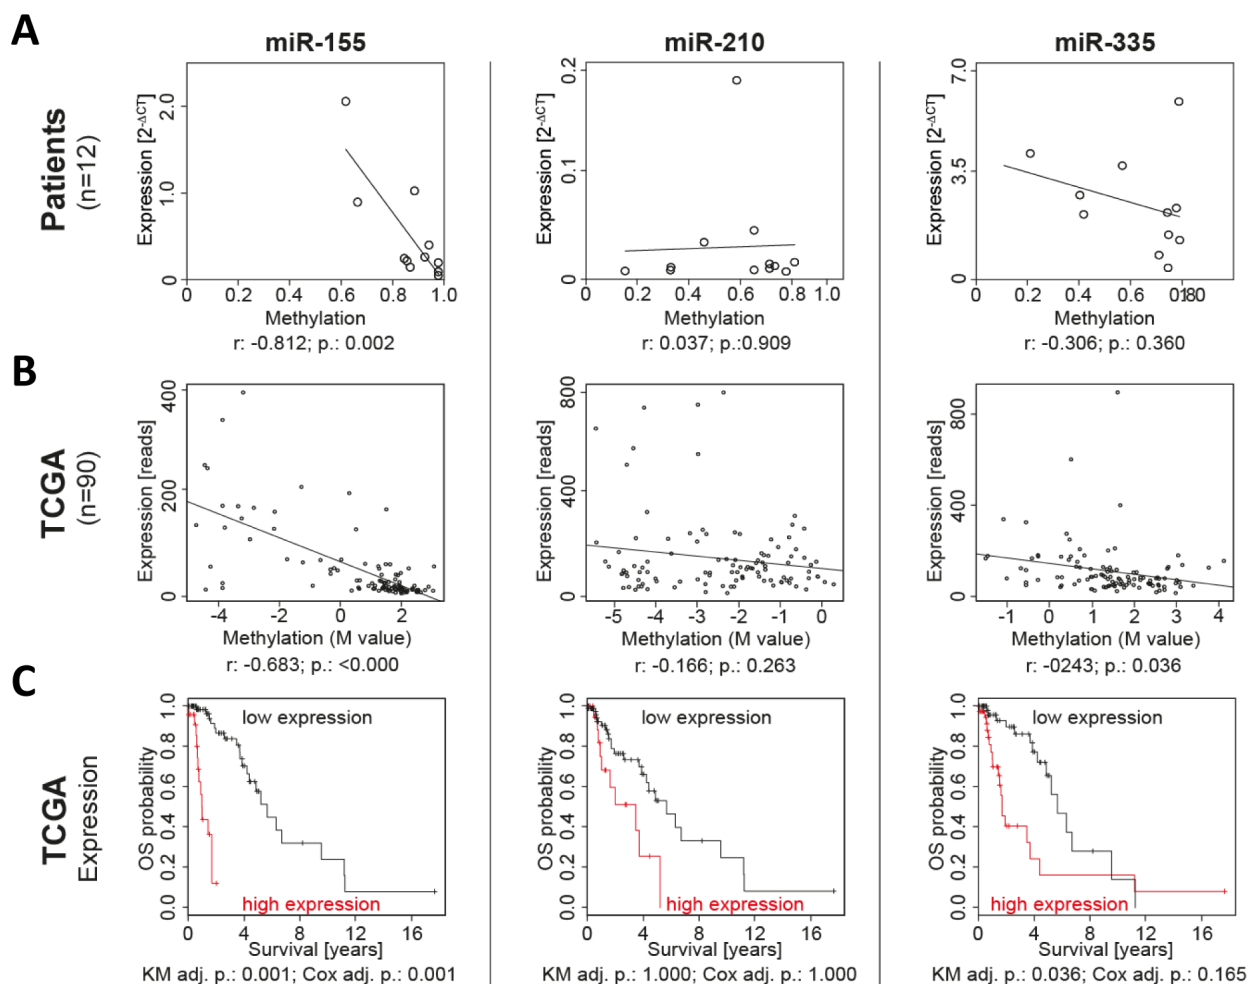 A
miR-155
miR-210
miR-335
Patients
(n=12)
Expression [2-ΔCT]
2.0
1.0
0
0 0.2 0.4 0.6 0.8 1.0
Methylation
r: -0.812; p.: 0.002
Expression [2-ΔCT]
0.2
0.1
0
0 0.2 0.4 0.6 0.8 1.0
Methylation
r: 0.037; p.:0.909
Expression [2-ΔCT]
7.0
3.5
0
0 0.2 0.4 0.6 0.8 1.0
Methylation
r: -0.306; p.: 0.360
B
TCGA
(n=90)
Expression [reads]
400
200
0
-4 -2 0 2
Methylation (M value)
r: -0.683; p.: <0.000
Expression [reads]
800
400
0
-5 -4 -3 -2 -1 0
Methylation (M value)
r: -0.166; p.: 0.263
Expression [reads]
800
400
0
-1 0 1 2 3 4
Methylation (M value)
r: -0243; p.: 0.036
C
TCGA
Expression
OS probability
1.0
0.8
0.6
0.4
0.2
0.0
low expression
high expression
0 4 8 12 16
Survival [years]
KM adj. p.: 0.001; Cox adj. p.: 0.001
OS probability
1.0
0.8
0.6
0.4
0.2
0.0
low expression
high expression
0 4 8 12 16
Survival [years]
KM adj. p.: 1.000; Cox adj. p.: 1.000
OS probability
1.0
0.8
0.6
0.4
0.2
0.0
low expression
high expression
0 4 8 12 16
Survival [years]
KM adj. p.: 0.036; Cox adj. p.: 0.165